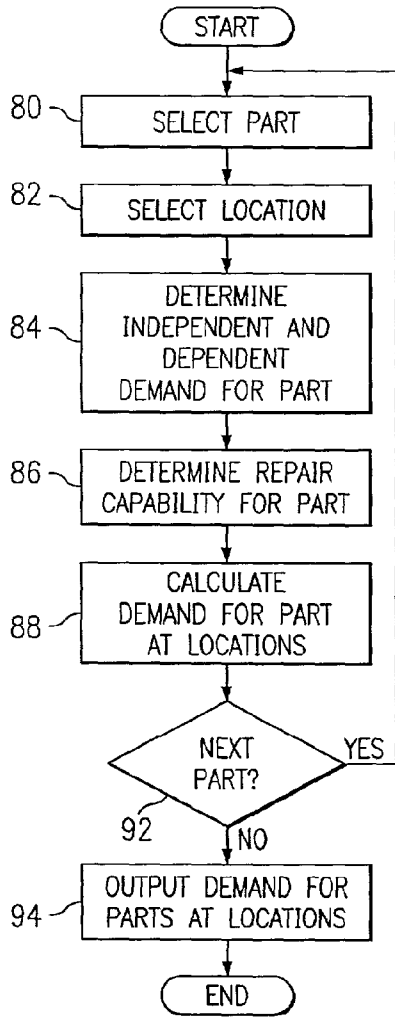 START
80
SELECT PART
82
SELECT LOCATION
84
DETERMINE
INDEPENDENT AND
DEPENDENT
DEMAND FOR PART
86
DETERMINE REPAIR
CAPABILITY FOR PART
88
CALCULATE
DEMAND FOR PART
AT LOCATIONS
NEXT
PART?
YES
92
NO
94
OUTPUT DEMAND FOR
PARTS AT LOCATIONS
END